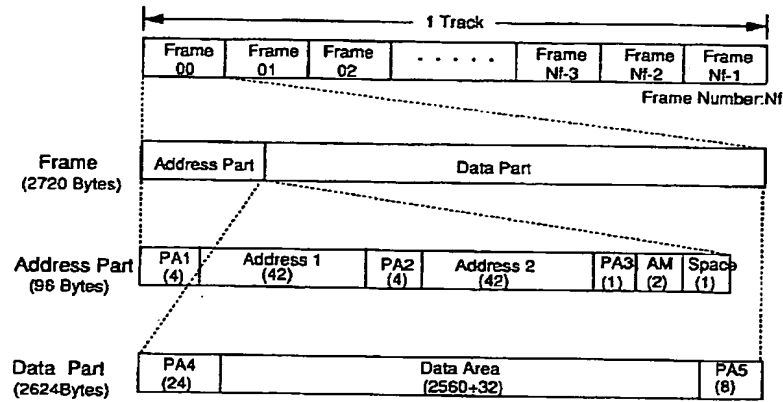 1 Track
Frame 00
Frame 01
Frame 02
. . . . .
Frame Nf-3
Frame Nf-2
Frame Nf-1
Frame Number:Nf
Frame
(2720 Bytes)
Address Part
Data Part
Address Part
(96 Bytes)
PA1 (4)
Address 1 (42)
PA2 (4)
Address 2 (42)
PA3 (1)
AM (2)
Space (1)
Data Part
(2624Bytes)
PA4 (24)
Data Area (2560+32)
PA5 (8)